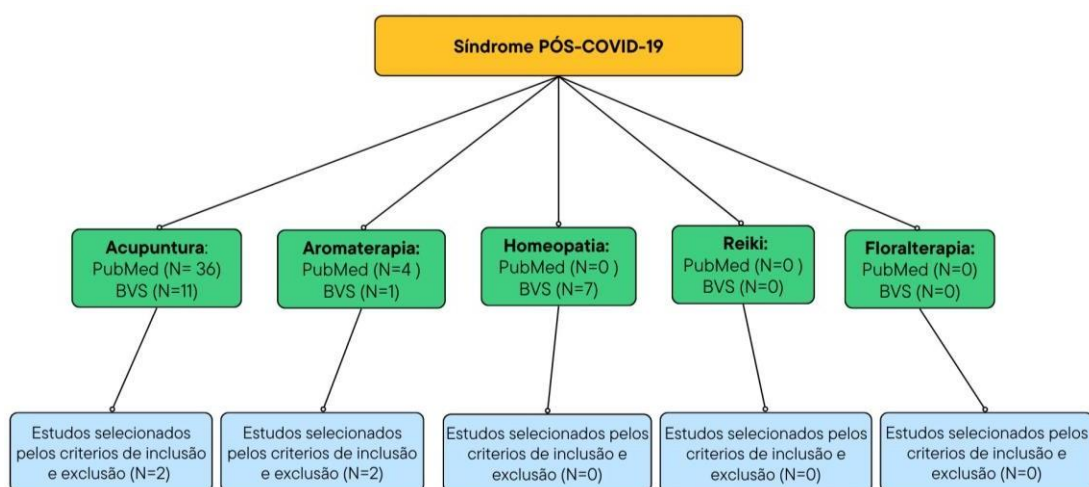 Síndrome PÓS-COVID-19
Acupuntura:
PubMed (N= 36)
BVS (N=11)
Aromaterapia:
PubMed (N=4 )
BVS (N=1)
Homeopatia:
PubMed (N=0 )
BVS (N=7)
Reiki:
PubMed (N=0 )
BVS (N=0)
Floralterapia:
PubMed (N=0)
BVS (N=0)
Estudos selecionados
pelos criterios de inclusão
e exclusão (N=2)
Estudos selecionados
pelos criterios de inclusão
e exclusão (N=2)
Estudos selecionados pelos
criterios de inclusão e
exclusão (N=0)
Estudos selecionados pelos
criterios de inclusão e
exclusão (N=0)
Estudos selecionados pelos
criterios de inclusão e
exclusão (N=0)